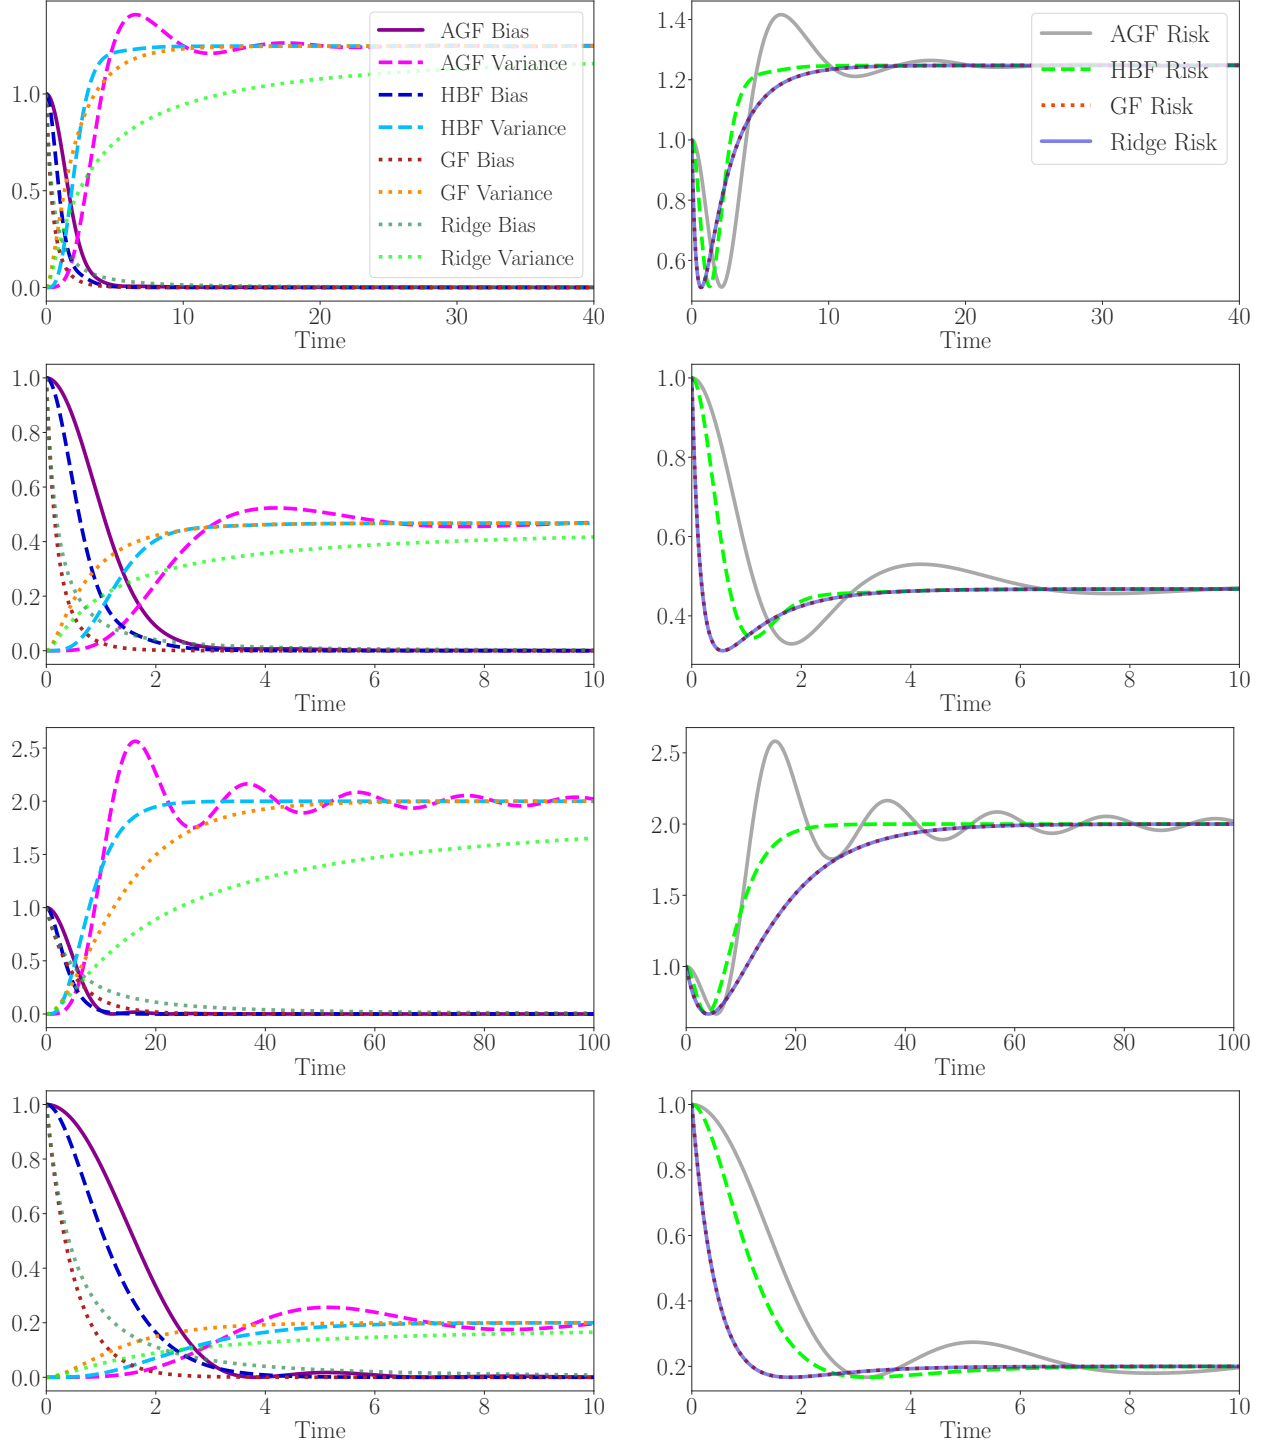 AGF Bias
AGF Variance
HBF Bias
HBF Variance
GF Bias
GF Variance
Ridge Bias
Ridge Variance
1.0
0.5
0.0
0 10 20 30 40
Time
AGF Risk
HBF Risk
GF Risk
Ridge Risk
1.4
1.2
1.0
0.8
0.6
0 10 20 30 40
Time
1.0
0.8
0.6
0.4
0.2
0.0
0 2 4 6 8 10
Time
1.0
0.8
0.6
0.4
0 2 4 6 8 10
Time
2.5
2.0
1.5
1.0
0.5
0.0
0 20 40 60 80 100
Time
2.5
2.0
1.5
1.0
0 20 40 60 80 100
Time
1.0
0.8
0.6
0.4
0.2
0.0
0 2 4 6 8 10
Time
1.0
0.8
0.6
0.4
0.2
0 2 4 6 8 10
Time